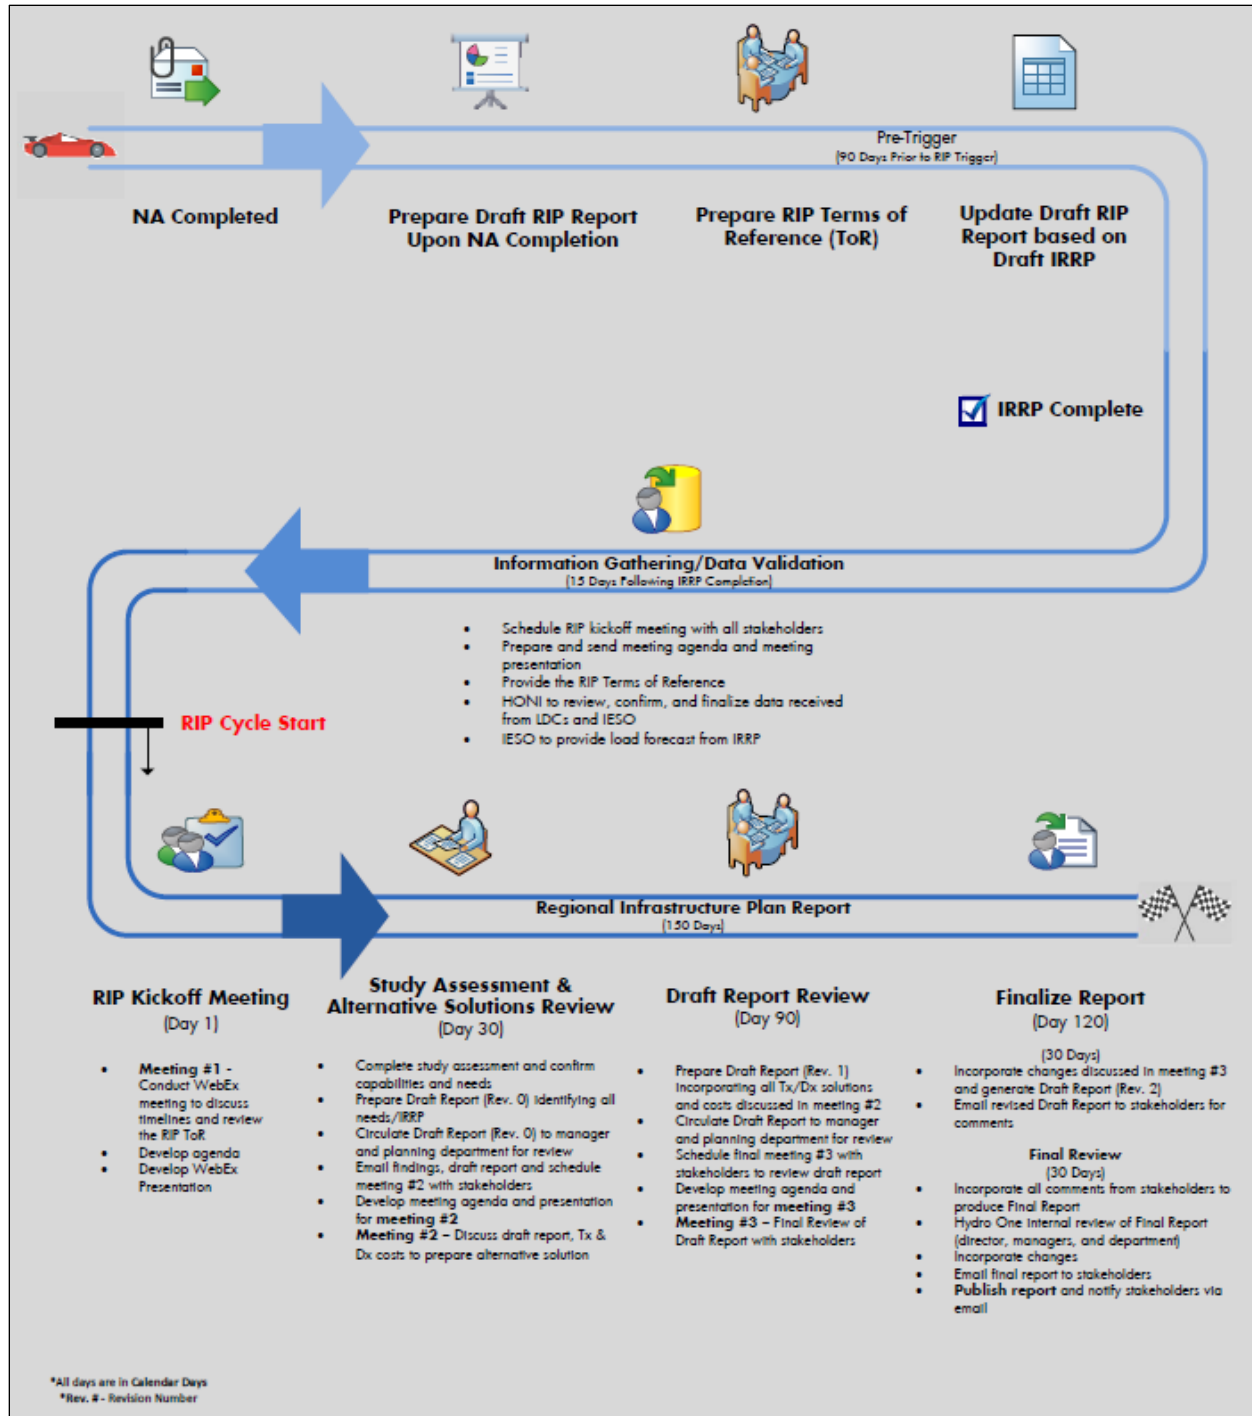 Pre-Trigger
(90 Days Prior to RIP Trigger)
NA Completed
Prepare Draft RIP Report
Upon NA Completion
Prepare RIP Terms of
Reference (ToR)
Update Draft RIP
Report based on
Draft IRRP
IRRP Complete
Information Gathering/Data Validation
(15 Days Following IRRP Completion)
• Schedule RIP kickoff meeting with all stakeholders
• Prepare and send meeting agenda and meeting
presentation
• Provide the RIP Terms of Reference
• HONI to review, confirm, and finalize data received
from LDCs and IESO
• IESO to provide load forecast from IRRP
RIP Cycle Start
Regional Infrastructure Plan Report
(150 Days)
RIP Kickoff Meeting
(Day 1)
• Meeting #1 -
Conduct WebEx
meeting to discuss
timelines and review
the RIP ToR
• Develop agenda
• Develop WebEx
Presentation
Study Assessment &
Alternative Solutions Review
(Day 30)
• Complete study assessment and confirm
capabilities and needs
• Prepare Draft Report (Rev. 0) identifying all
needs/IRRP
• Circulate Draft Report (Rev. 0) to manager
and planning department for review
• Email findings, draft report and schedule
meeting #2 with stakeholders
• Develop meeting agenda and presentation
for meeting #2
• Meeting #2 – Discuss draft report, Tx &
Dx costs to prepare alternative solution
Draft Report Review
(Day 90)
• Prepare Draft Report (Rev. 1)
incorporating all Tx/Dx solutions
and costs discussed in meeting #2
• Circulate Draft Report to manager
and planning department for review
• Schedule final meeting #3 with
stakeholders to review draft report
• Develop meeting agenda and
presentation for meeting #3
• Meeting #3 – Final Review of
Draft Report with stakeholders
Finalize Report
(Day 120)
(30 Days)
• Incorporate changes discussed in meeting #3
and generate Draft Report (Rev. 2)
• Email revised Draft Report to stakeholders for
comments
Final Review
(30 Days)
• Incorporate all comments from stakeholders to
produce Final Report
• Hydro One internal review of Final Report
(director, managers, and department)
• Incorporate changes
• Email final report to stakeholders
• Publish report and notify stakeholders via
email
*All days are in Calendar Days
*Rev. # - Revision Number